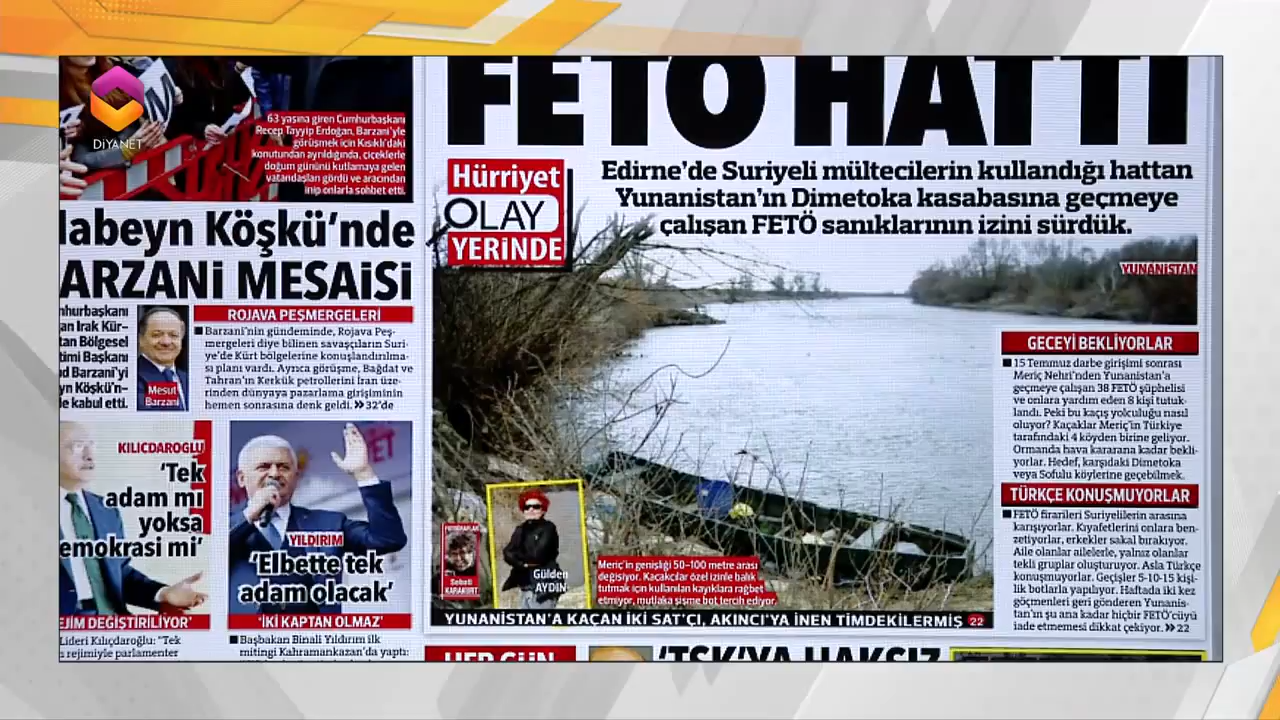 DİYANET
63 yaşına giren Cumhurbaşkanı
Recep Tayyip Erdoğan, Barzani'yle
görüşmek için Kısıklı'daki
konutundan ayrıldığında, çiçeklerle
doğum gününü kutlamaya gelen
vatandaşları gördü ve aracından
inip onlarla sohbet etti.
labeyn Köşkü'nde
ARZANİ MESAİSİ
nhurbaşkanı
an Irak Kür-
tan Bölgesel
timi Başkanı
ud Barzani'yi
yn Köşkü'n-
le kabul etti.
Mesut
Barzani
ROJAVA PEŞMERGELERİ
Barzani'nin gündeminde, Rojava Peş-
mergeleri diye bilinen savaşçıların Suri-
ye'de Kürt bölgelerine konuşlandırılma-
sı planı vardı. Ayrıca görüşme, Bağdat ve
Tahran'ın Kerkük petrollerini İran üze-
rinden dünyaya pazarlama girişiminin
hemen sonrasına denk geldi. 32'de
KILIÇDAROĞLU
'Tek
adam mı
yoksa
emokrasi mi'
EJİM DEĞİŞTİRİLİYOR'
Lideri Kılıçdaroğlu: "Tek
rejimiyle parlamenter
YILDIRIM
'Elbette tek
adam olacak'
'İKİ KAPTAN OLMAZ'
Başbakan Binali Yıldırım ilk
mitingi Kahramankazan'da yaptı:
FETÖ HATTI
Edirne'de Suriyeli mültecilerin kullandığı hattan
Yunanistan'ın Dimetoka kasabasına geçmeye
çalışan FETÖ sanıklarının izini sürdük.
Hürriyet
OLAY
YERİNDE
YUNANİSTAN
GECEYİ BEKLİYORLAR
15 Temmuz darbe girişimi sonrası
Meriç Nehri'nden Yunanistan'a
geçmeye çalışan 38 FETÖ şüphelisi
ve onlara yardım eden 8 kişi tutuk-
landı. Peki bu kaçış yolculuğu nasıl
oluyor? Kaçaklar Meriç'in Türkiye
tarafındaki 4 köyden birine geliyor.
Ormanda hava kararana kadar bekli-
yorlar. Hedef, karşıdaki Dimetoka
veya Sofulu köylerine geçebilmek.
TÜRKÇE KONUŞMUYORLAR
FETÖ firarileri Suriyelilerin arasına
karışıyorlar. Kıyafetlerini onlara ben-
zetiyorlar, erkekler sakal bırakıyor.
Aile olanlar ailelerle, yalnız olanlar
tekli gruplar oluşturuyor. Asla Türkçe
konuşmuyorlar. Geçişler 5-10-15 kişi-
lik botlarla yapılıyor. Haftada iki kez
göçmenleri geri gönderen Yunanis-
tan'ın şu ana kadar hiçbir FETÖ'cüyü
iade etmemesi dikkat çekiyor. 22
FOTOĞRAFLAR
Sebati
KARAKURT
Gülden
AYDIN
Meriç'in genişliği 50-100 metre arası
değişiyor. Kaçakçılar özel izinle balık
tutmak için kullanılan kayıklara rağbet
etmiyor, mutlaka şişme bot tercih ediyor.
YUNANİSTAN'A KAÇAN İKİ SAT'ÇI, AKINCI'YA İNEN TİMDEKİLERMİŞ 22
HER GÜN
'TSK'YA HAKSIZ